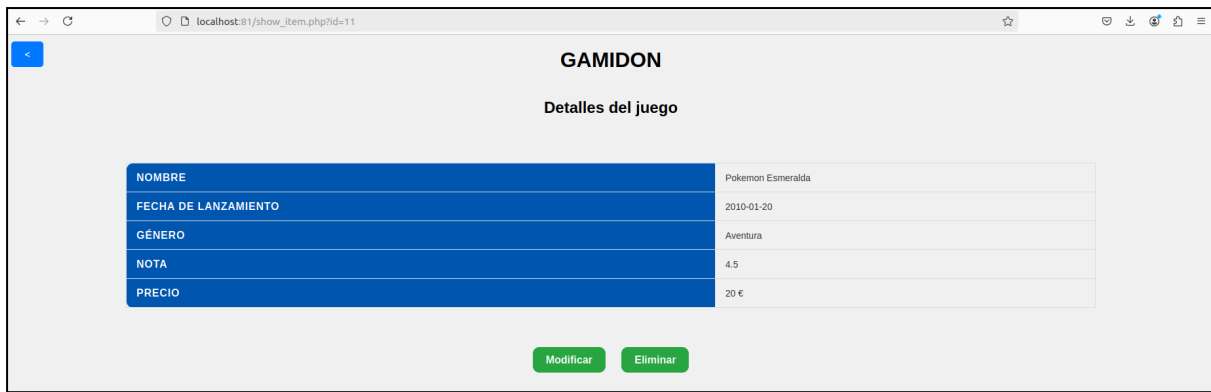 localhost:81/show_item.php?id=11
<
GAMIDON
Detalles del juego
NOMBRE Pokemon Esmeralda
FECHA DE LANZAMIENTO 2010-01-20
GÉNERO Aventura
NOTA 4.5
PRECIO 20 €
Modificar Eliminar